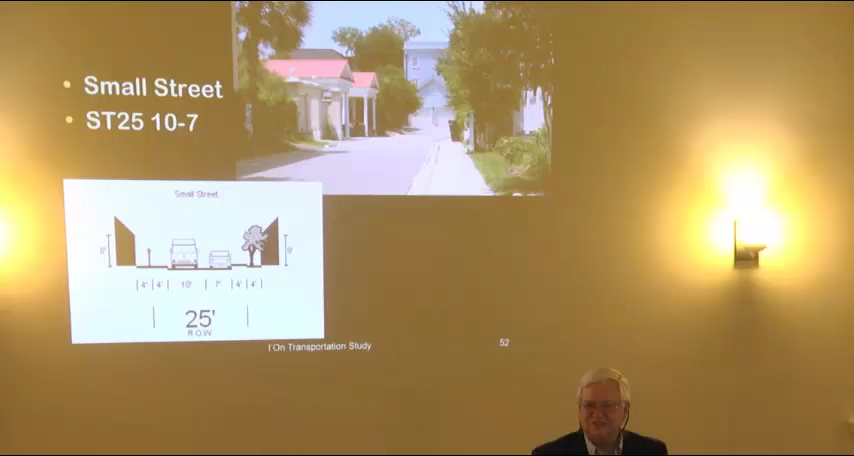 • Small Street
• ST25 10-7
Small Street
4' 4' 10' 7' 4' 4'
25'
ROW
I'On Transportation Study
52